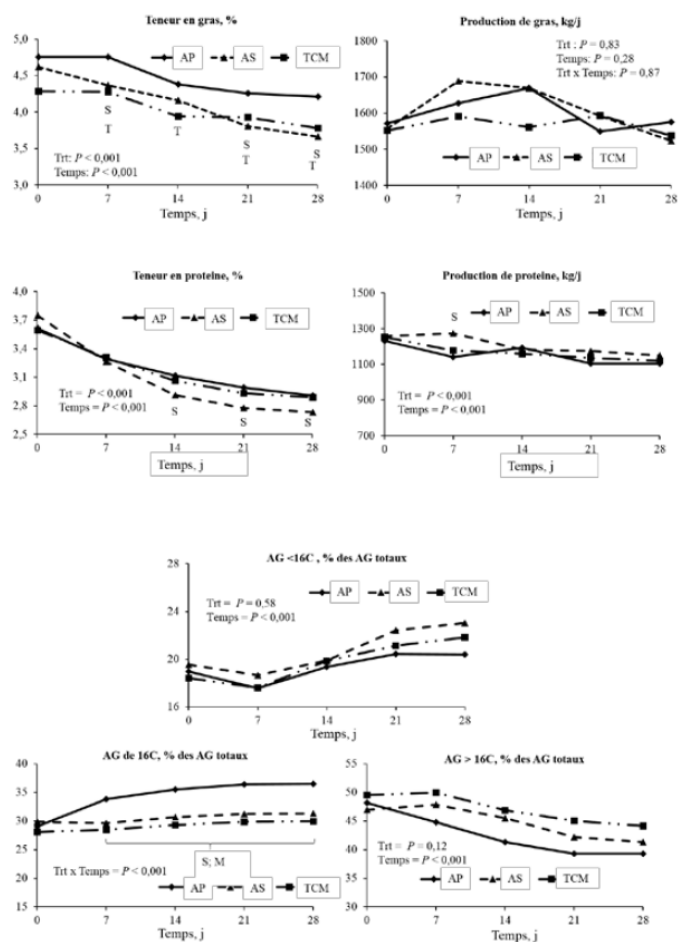 Teneur en gras, %
5,0
4,5
4,0
3,5
3,0
AP AS TCM
S
T
T
S
T
S
T
Trt: P < 0,001
Temps: P < 0,001
0 7 14 21 28
Temps, j
Production de gras, kg/j
1800
1700
1600
1500
1400
Trt : P = 0,83
Temps: P = 0,28
Trt x Temps: P = 0,87
AP AS TCM
0 7 14 21 28
Temps, j
Teneur en proteine, %
4,0
3,7
3,4
3,1
2,8
2,5
AP AS TCM
Trt = P < 0,001
Temps = P < 0,001
S
S
S
0 7 14 21 28
Temps, j
Production de proteine, kg/j
1500
1300
1100
900
700
S
AP AS TCM
Trt = P < 0,001
Temps = P < 0,001
0 7 14 21 28
Temps, j
AG <16C , % des AG totaux
28
24
20
16
AP AS TCM
Trt = P = 0,58
Temps = P < 0,001
0 7 14 21 28
Temps, j
AG de 16C, % des AG totaux
40
35
30
25
20
15
S; M
Trt x Temps = P < 0,001
AP AS TCM
0 7 14 21 28
AG > 16C, % des AG totaux
55
50
45
40
35
30
Trt = P = 0,12
Temps = P < 0,001
AP AS TCM
0 7 14 21 28